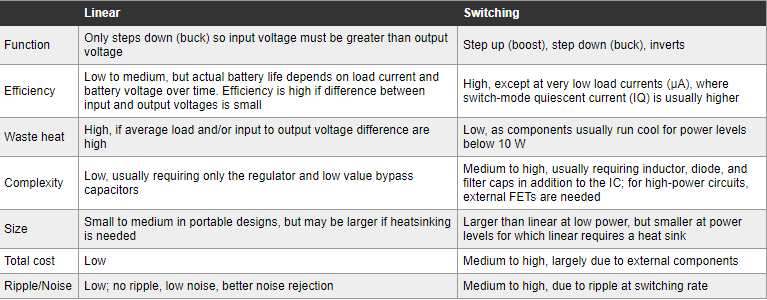 Linear Switching
Function Only steps down (buck) so input voltage must be greater than output Step up (boost), step down (buck), inverts
voltage
Efficiency Low to medium, but actual battery life depends on load current and High, except at very low load currents (µA), where
battery voltage over time. Efficiency is high if difference between switch-mode quiescent current (IQ) is usually higher
input and output voltages is small
Waste heat High, if average load and/or input to output voltage difference are Low, as components usually run cool for power levels
high below 10 W
Complexity Low, usually requiring only the regulator and low value bypass Medium to high, usually requiring inductor, diode, and
capacitors filter caps in addition to the IC; for high-power circuits,
external FETs are needed
Size Small to medium in portable designs, but may be larger if heatsinking Larger than linear at low power, but smaller at power
is needed levels for which linear requires a heat sink
Total cost Low Medium to high, largely due to external components
Ripple/Noise Low; no ripple, low noise, better noise rejection Medium to high, due to ripple at switching rate